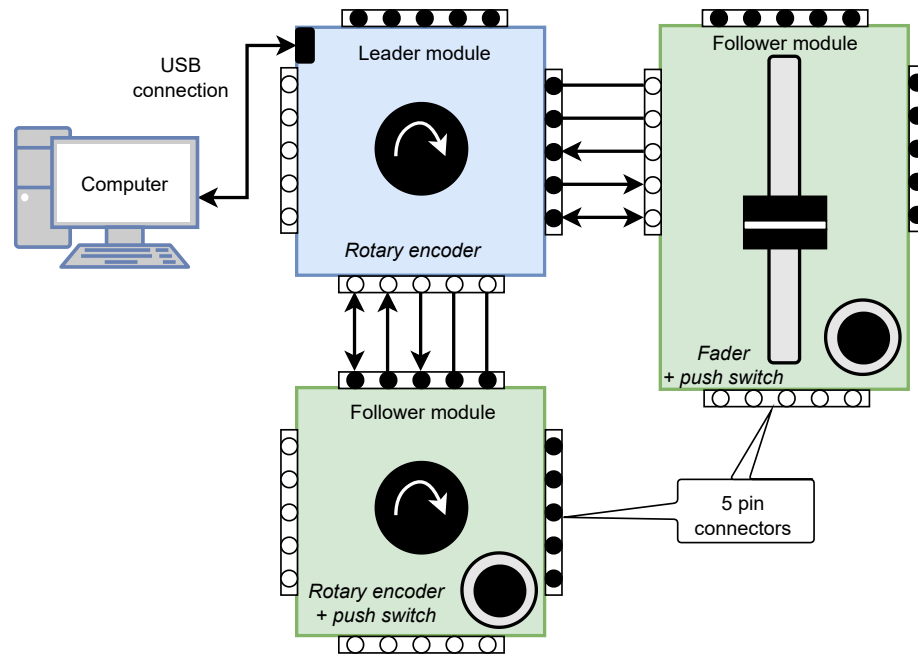 USB
connection
Computer
Leader module
Rotary encoder
Follower module
Fader
+ push switch
Follower module
Rotary encoder
+ push switch
5 pin
connectors